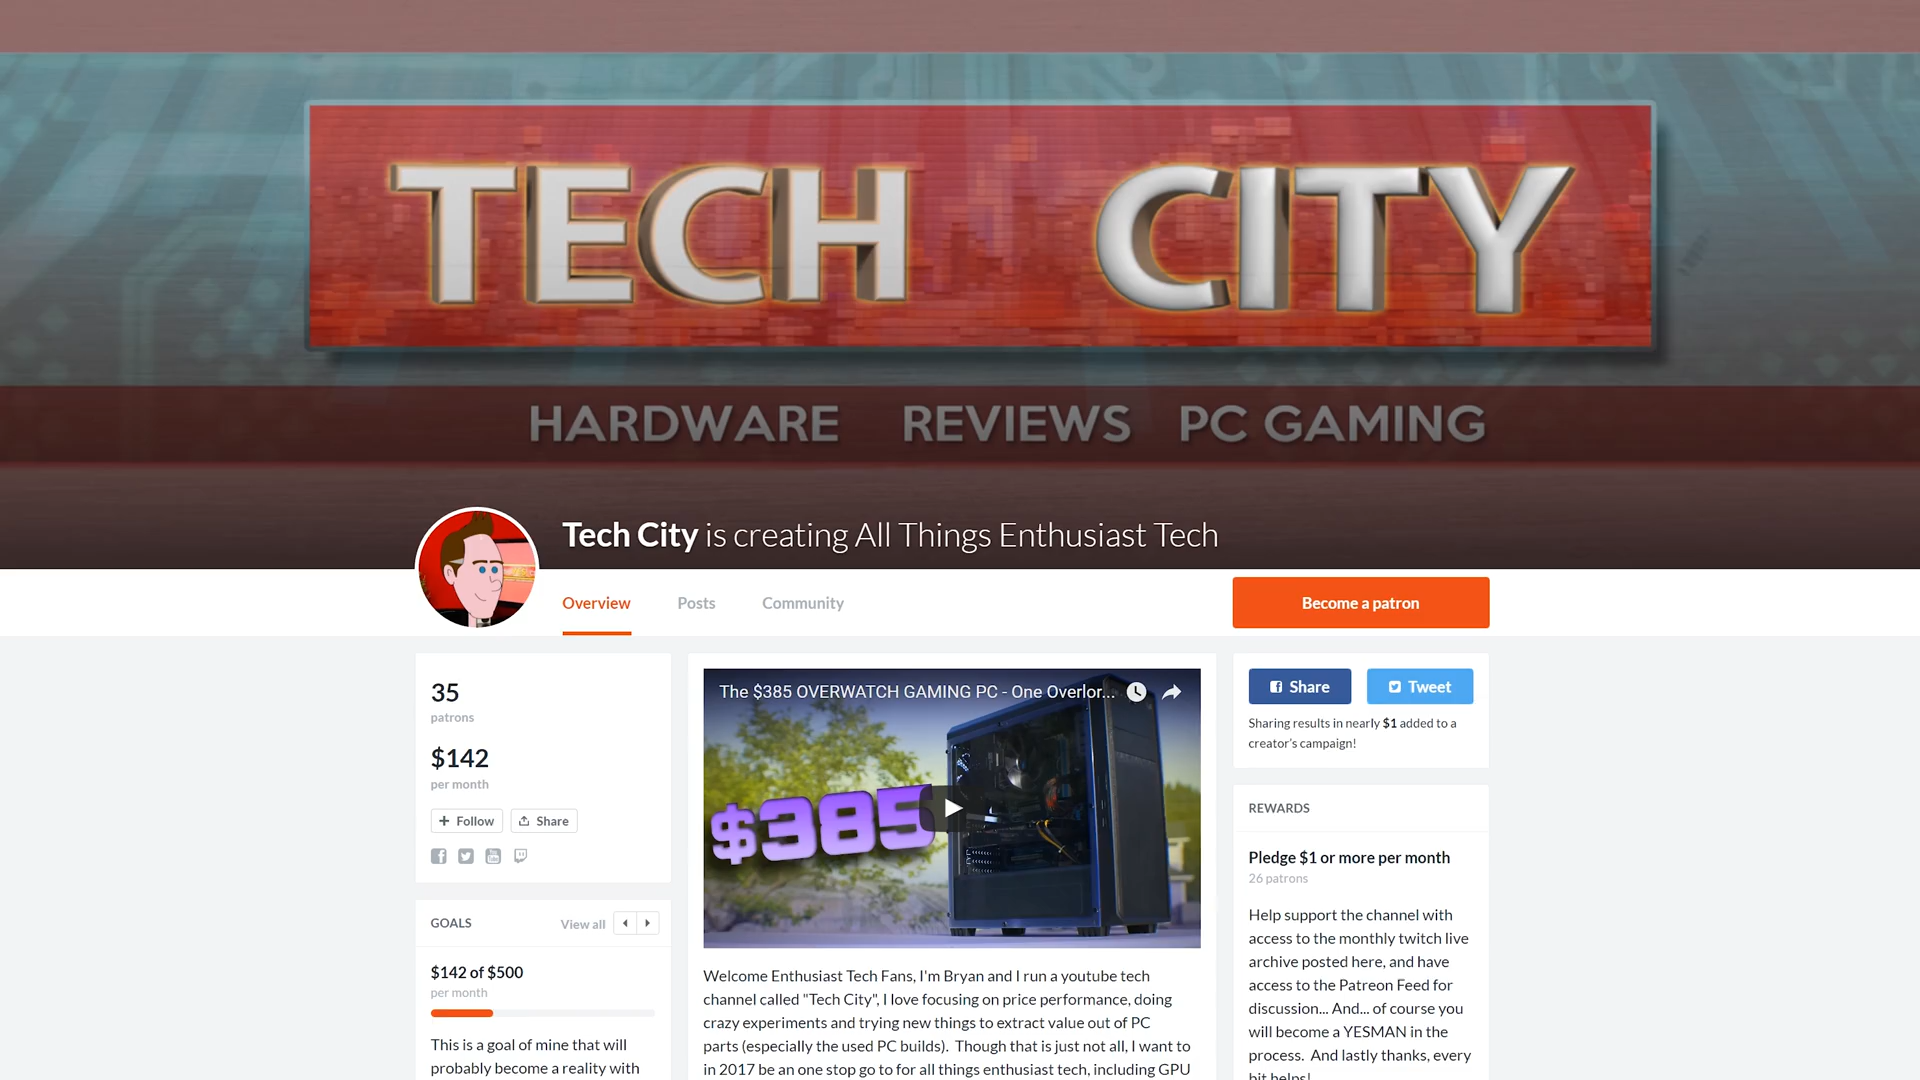 TECH CITY
HARDWARE REVIEWS PC GAMING
Tech City is creating All Things Enthusiast Tech
Overview
Posts
Community
Become a patron
35
patrons
$142
per month
Follow
Share
GOALS
View all
$142 of $500
per month
This is a goal of mine that will
probably become a reality with
The $385 OVERWATCH GAMING PC - One Overlor...
$385
Welcome Enthusiast Tech Fans, I'm Bryan and I run a youtube tech
channel called "Tech City", I love focusing on price performance, doing
crazy experiments and trying new things to extract value out of PC
parts (especially the used PC builds).  Though that is just not all, I want to
in 2017 be an one stop go to for all things enthusiast tech, including GPU
Share
Tweet
Sharing results in nearly $1 added to a
creator's campaign!
REWARDS
Pledge $1 or more per month
26 patrons
Help support the channel with
access to the monthly twitch live
archive posted here, and have
access to the Patreon Feed for
discussion... And... of course you
will become a YESMAN in the
process.  And lastly thanks, every
bit helps!